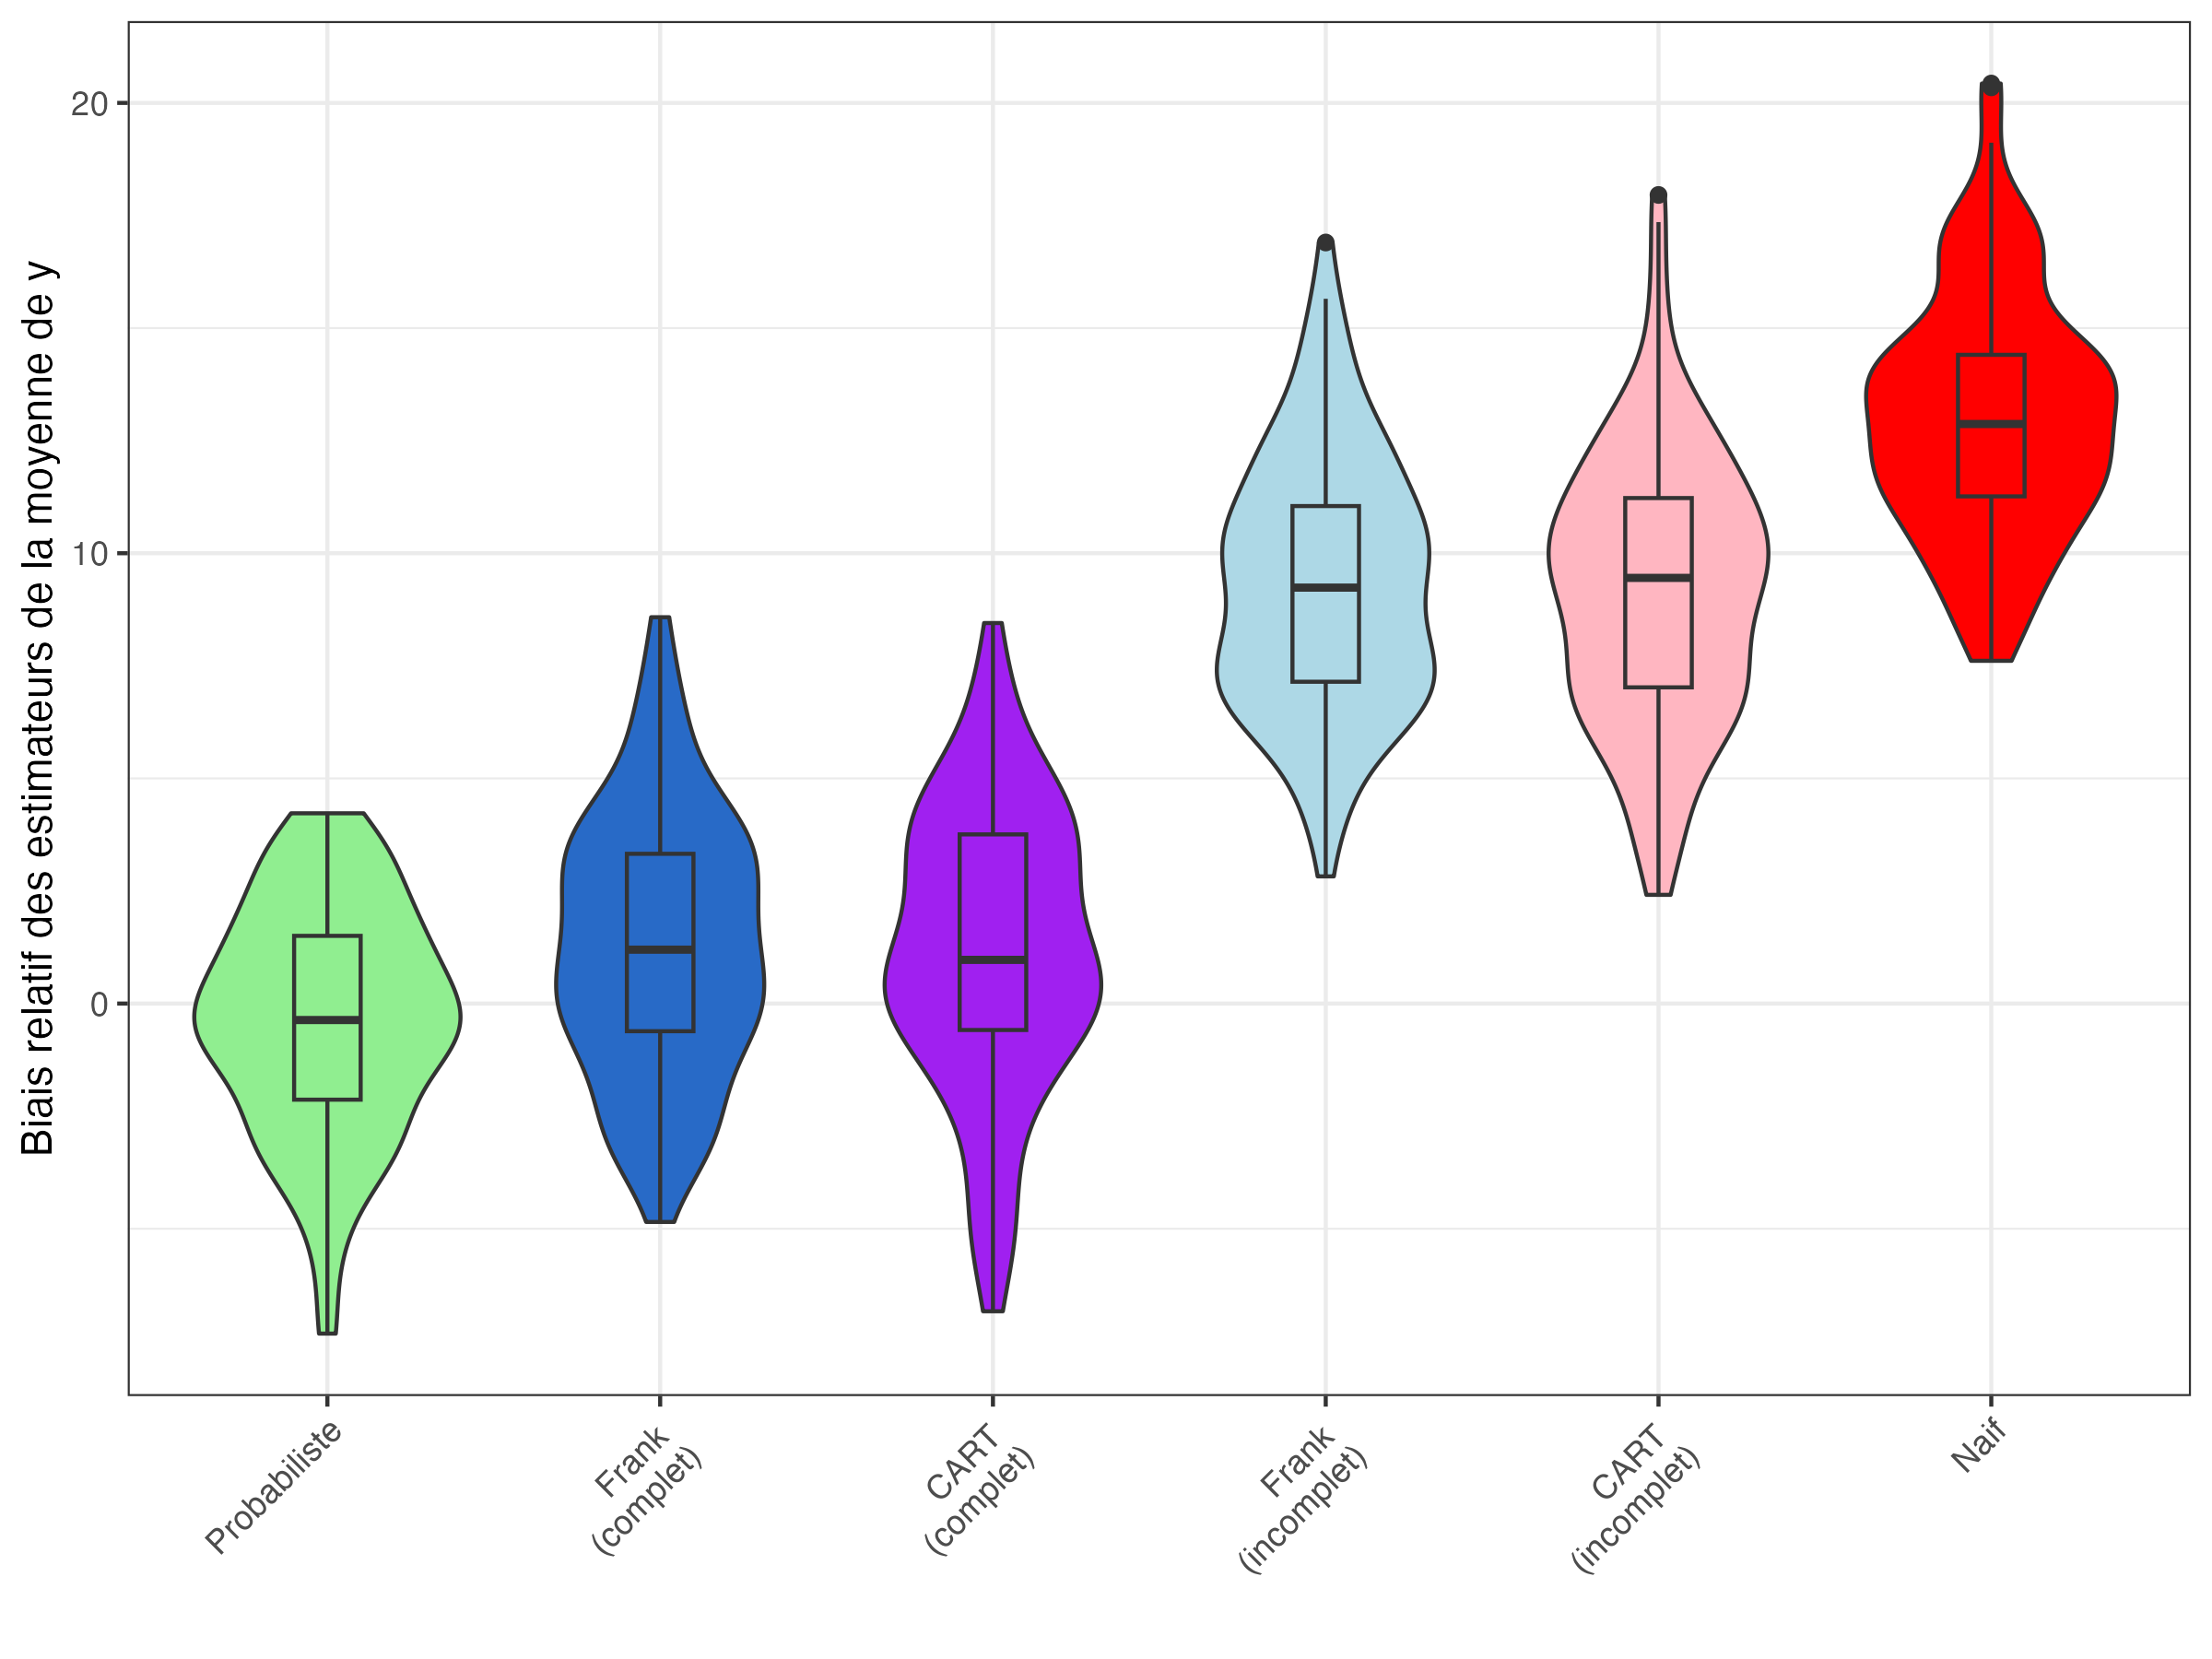 Biais relatif des estimateurs de la moyenne de y
20
10
0
Probabiliste
Frank
(complet)
CART
(complet)
Frank
(incomplet)
CART
(incomplet)
Naif